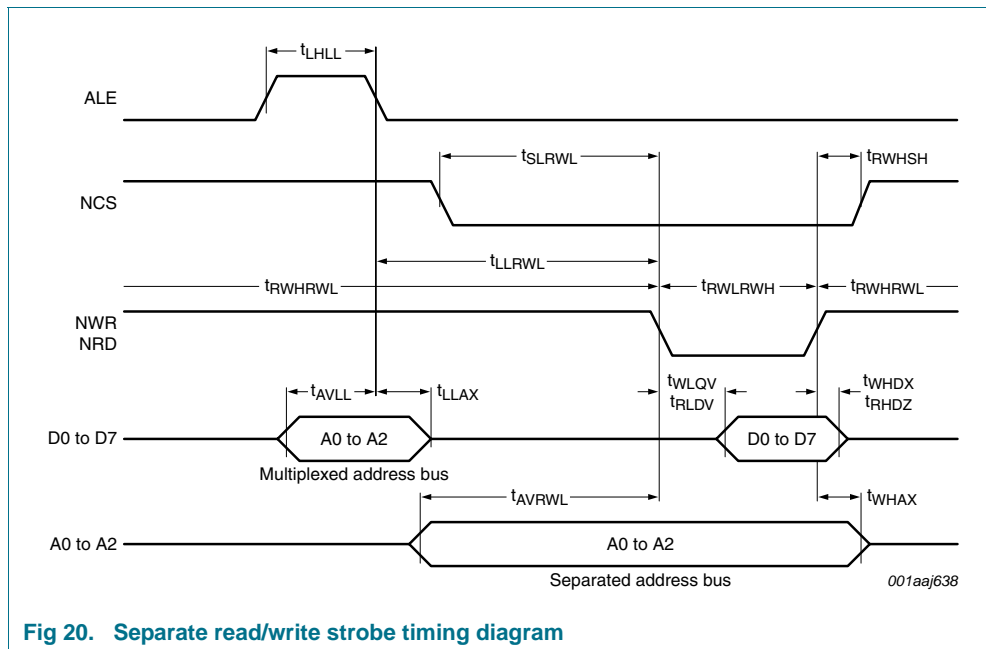 tLHLL
ALE
tSLRWL
tRWHSH
NCS
tLLRWL
tRWHRWL
tRWLRWH
tRWHRWL
NWR
NRD
tAVLL
tLLAX
tWLQV
tRLDV
tWHDX
tRHDZ
D0 to D7
A0 to A2
D0 to D7
Multiplexed address bus
tAVRWL
tWHAX
A0 to A2
A0 to A2
Separated address bus
001aaj638
Fig 20. Separate read/write strobe timing diagram